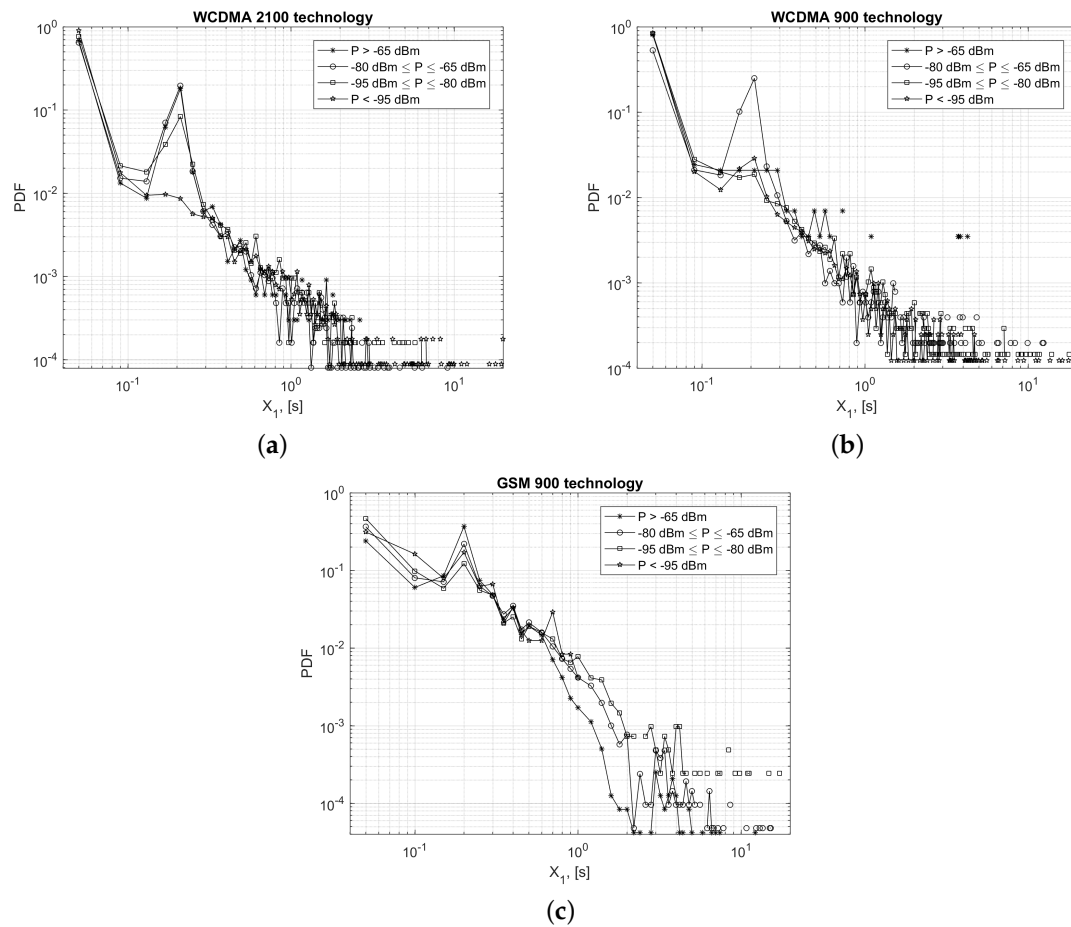 WCDMA 2100 technology
10^0
10^-1
10^-2
10^-3
10^-4
PDF
P > -65 dBm
-80 dBm ≤ P ≤ -65 dBm
-95 dBm ≤ P ≤ -80 dBm
P < -95 dBm
10^-1
10^0
10^1
X_1, [s]
(a)
WCDMA 900 technology
10^0
10^-1
10^-2
10^-3
10^-4
PDF
P > -65 dBm
-80 dBm ≤ P ≤ -65 dBm
-95 dBm ≤ P ≤ -80 dBm
P < -95 dBm
10^-1
10^0
10^1
X_1, [s]
(b)
GSM 900 technology
10^0
10^-1
10^-2
10^-3
10^-4
PDF
P > -65 dBm
-80 dBm ≤ P ≤ -65 dBm
-95 dBm ≤ P ≤ -80 dBm
P < -95 dBm
10^-1
10^0
10^1
X_1, [s]
(c)